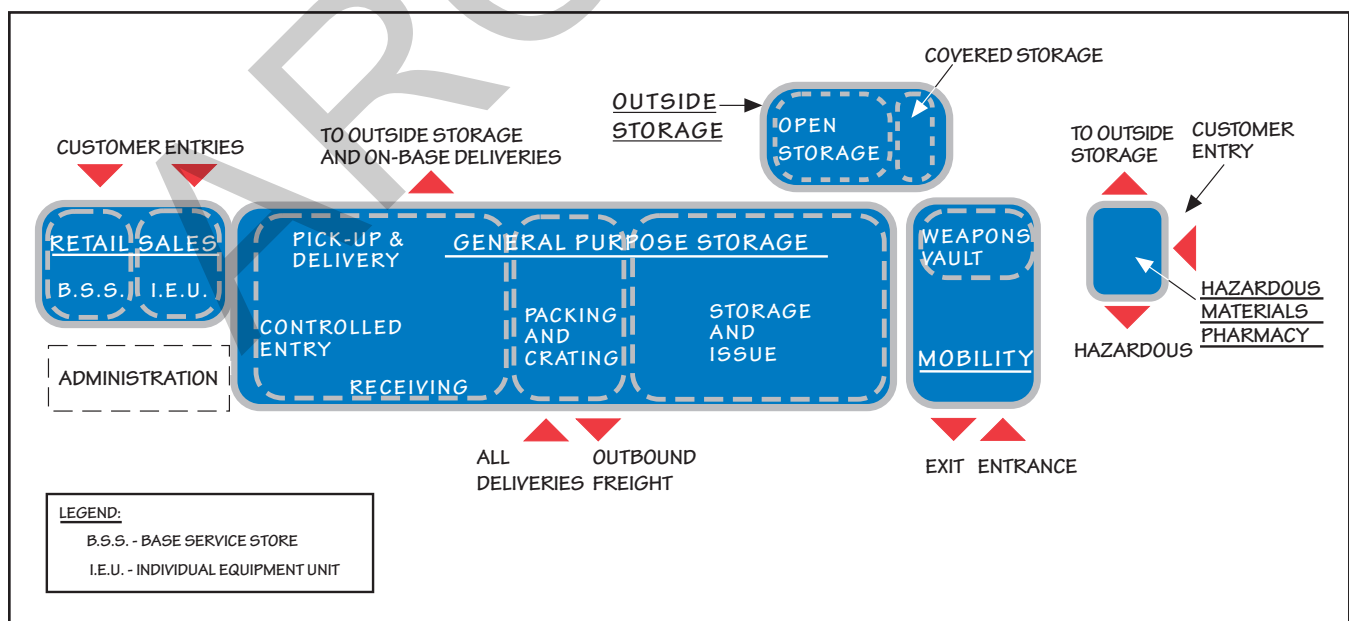 COVERED STORAGE
OUTSIDE
STORAGE
OPEN
STORAGE
CUSTOMER ENTRIES
TO OUTSIDE STORAGE
AND ON-BASE DELIVERIES
TO OUTSIDE
STORAGE
CUSTOMER
ENTRY
RETAIL SALES
B.S.S.
I.E.U.
PICK-UP &
DELIVERY
GENERAL PURPOSE STORAGE
CONTROLLED
ENTRY
RECEIVING
PACKING
AND
CRATING
STORAGE
AND
ISSUE
WEAPONS
VAULT
MOBILITY
HAZARDOUS
MATERIALS
PHARMACY
HAZARDOUS
ADMINISTRATION
ALL
DELIVERIES
OUTBOUND
FREIGHT
EXIT
ENTRANCE
LEGEND:
B.S.S. - BASE SERVICE STORE
I.E.U. - INDIVIDUAL EQUIPMENT UNIT